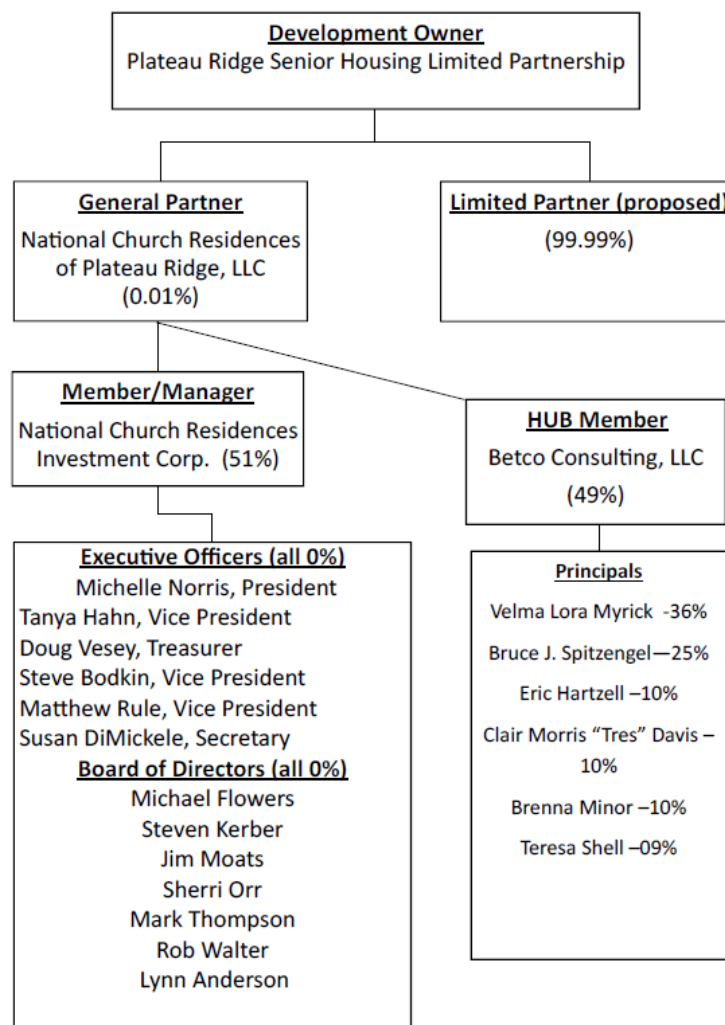 Development Owner
Plateau Ridge Senior Housing Limited Partnership
General Partner
National Church Residences
of Plateau Ridge, LLC
(0.01%)
Limited Partner (proposed)
(99.99%)
Member/Manager
National Church Residences
Investment Corp. (51%)
HUB Member
Betco Consulting, LLC
(49%)
Executive Officers (all 0%)
Michelle Norris, President
Tanya Hahn, Vice President
Doug Vesey, Treasurer
Steve Bodkin, Vice President
Matthew Rule, Vice President
Susan DiMickele, Secretary
Board of Directors (all 0%)
Michael Flowers
Steven Kerber
Jim Moats
Sherri Orr
Mark Thompson
Rob Walter
Lynn Anderson
Principals
Velma Lora Myrick -36%
Bruce J. Spitzengel—25%
Eric Hartzell –10%
Clair Morris “Tres” Davis –
10%
Brenna Minor –10%
Teresa Shell –09%